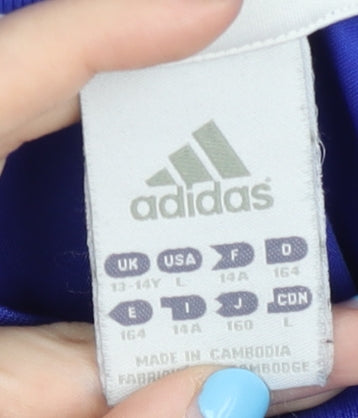 adidas
UK USA F D
13-14Y L 14A 164
E I J CDN
164 14A 160 L
MADE IN CAMBODIA